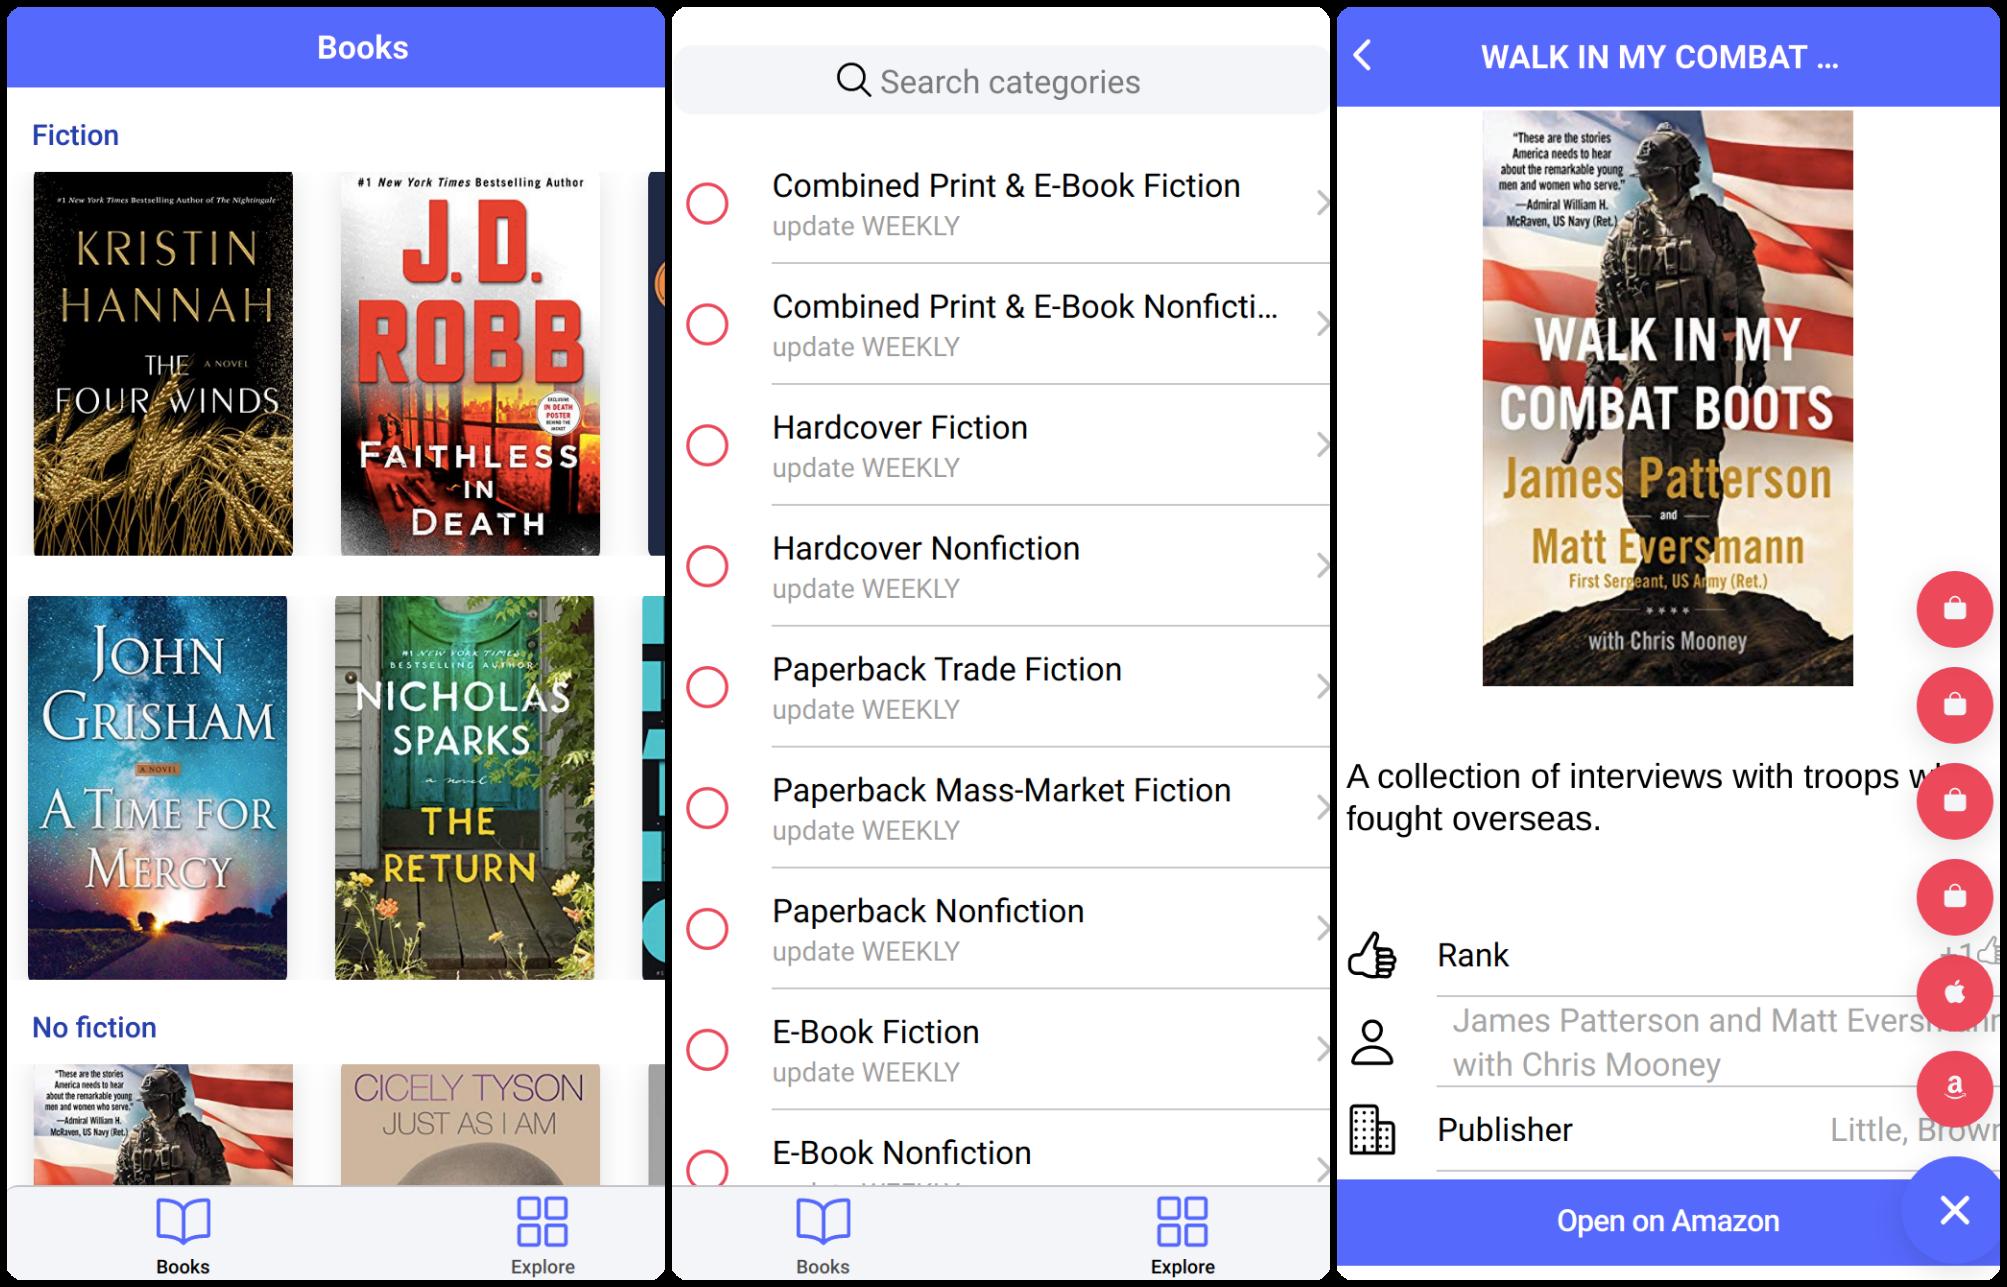 Books
Fiction
#1 New York Times Bestselling Author of The Nightingale
KRISTIN
HANNAH
THE A NOVEL
FOUR WINDS
#1 New York Times Bestselling Author
J.D.
ROBB
EXCLUSIVE
IN DEATH
POSTER
BEHIND THE
JACKET
FAITHLESS
IN
DEATH
JOHN
GRISHAM
A NOVEL
A TIME FOR
MERCY
#1 NEW YORK TIMES
BESTSELLING AUTHOR
NICHOLAS
SPARKS
a novel
THE
RETURN
No fiction
"These are the stories
America needs to hear
about the remarkable young
men and women who serve."
—Admiral William H.
McRaven, US Navy (Ret.)
CICELY TYSON
JUST AS I AM
Books
Explore
Search categories
Combined Print & E-Book Fiction
update WEEKLY
Combined Print & E-Book Nonficti...
update WEEKLY
Hardcover Fiction
update WEEKLY
Hardcover Nonfiction
update WEEKLY
Paperback Trade Fiction
update WEEKLY
Paperback Mass-Market Fiction
update WEEKLY
Paperback Nonfiction
update WEEKLY
E-Book Fiction
update WEEKLY
E-Book Nonfiction
Books
Explore
WALK IN MY COMBAT ...
"These are the stories
America needs to hear
about the remarkable young
men and women who serve."
—Admiral William H.
McRaven, US Navy (Ret.)
WALK IN MY
COMBAT BOOTS
James Patterson
and
Matt Eversmann
First Sergeant, US Army (Ret.)
with Chris Mooney
A collection of interviews with troops
fought overseas.
Rank
+1
James Patterson and Matt
with Chris Mooney
Publisher
Little, Brown
Open on Amazon